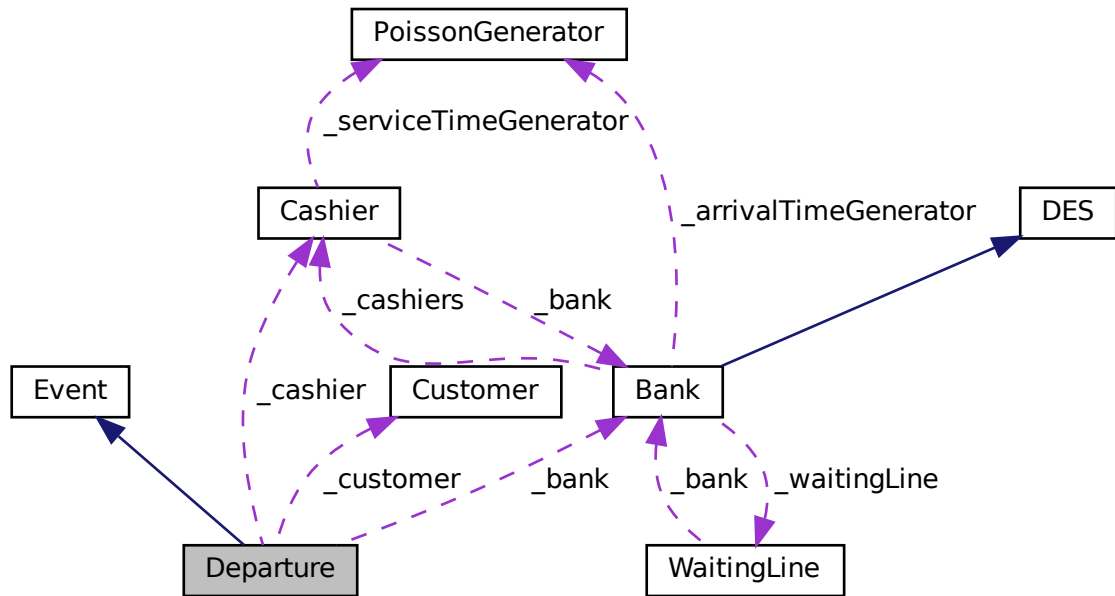 PoissonGenerator
_serviceTimeGenerator
Cashier
_arrivalTimeGenerator
DES
_cashiers
_bank
Event
_cashier
Customer
Bank
_customer
_bank
_bank
_waitingLine
Departure
WaitingLine